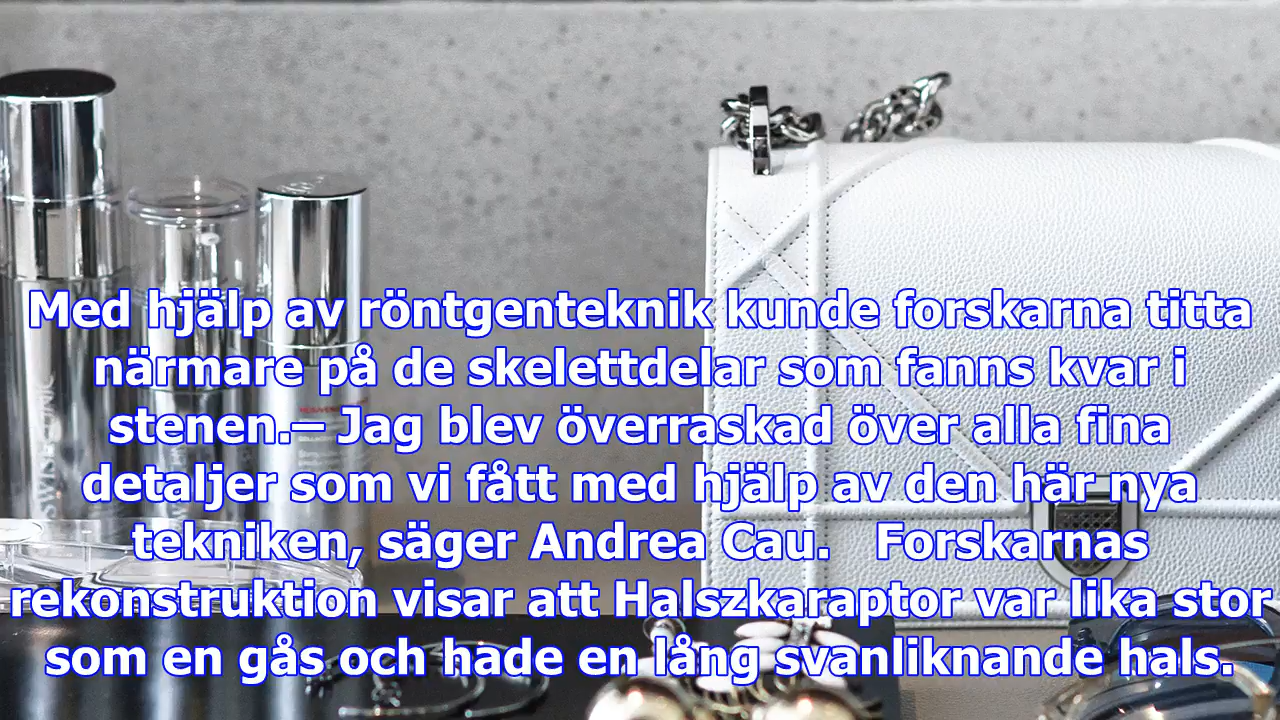 Med hjälp av röntgenteknik kunde forskarna titta
närmare på de skelettdelar som fanns kvar i
stenen.– Jag blev överraskad över alla fina
detaljer som vi fått med hjälp av den här nya
tekniken, säger Andrea Cau.   Forskarnas
rekonstruktion visar att Halszkaraptor var lika stor
som en gås och hade en lång svanliknande hals.